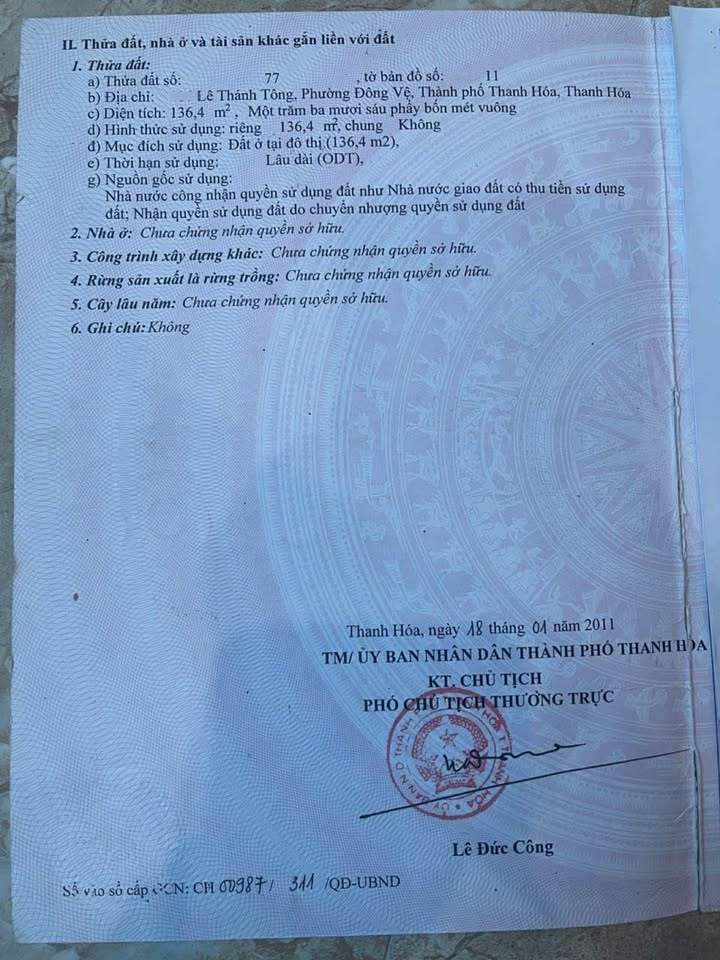 II. Thửa đất, nhà ở và tài sản khác gắn liền với đất
1. Thửa đất:
a) Thửa đất số: 77 , tờ bản đồ số: 11
b) Địa chỉ: Lê Thánh Tông, Phường Đông Vệ, Thành phố Thanh Hóa, Thanh Hóa
c) Diện tích: 136,4 m², Một trăm ba mươi sáu phẩy bốn mét vuông
d) Hình thức sử dụng: riêng 136,4 m², chung Không
đ) Mục đích sử dụng: Đất ở tại đô thị (136,4 m2),
e) Thời hạn sử dụng: Lâu dài (ODT),
g) Nguồn gốc sử dụng:
Nhà nước công nhận quyền sử dụng đất như Nhà nước giao đất có thu tiền sử dụng
đất; Nhận quyền sử dụng đất do chuyển nhượng quyền sử dụng đất
2. Nhà ở: Chưa chứng nhận quyền sở hữu.
3. Công trình xây dựng khác: Chưa chứng nhận quyền sở hữu.
4. Rừng sản xuất là rừng trồng: Chưa chứng nhận quyền sở hữu.
5. Cây lâu năm: Chưa chứng nhận quyền sở hữu.
6. Ghi chú: Không
Thanh Hóa, ngày 18 tháng 01 năm 2011
TM/ ỦY BAN NHÂN DÂN THÀNH PHỐ THANH HÓA
KT. CHỦ TỊCH
PHÓ CHỦ TỊCH THƯỜNG TRỰC
Lê Đức Công
Số vào sổ cấp GCN: CH 00987/ 311 /QĐ-UBND